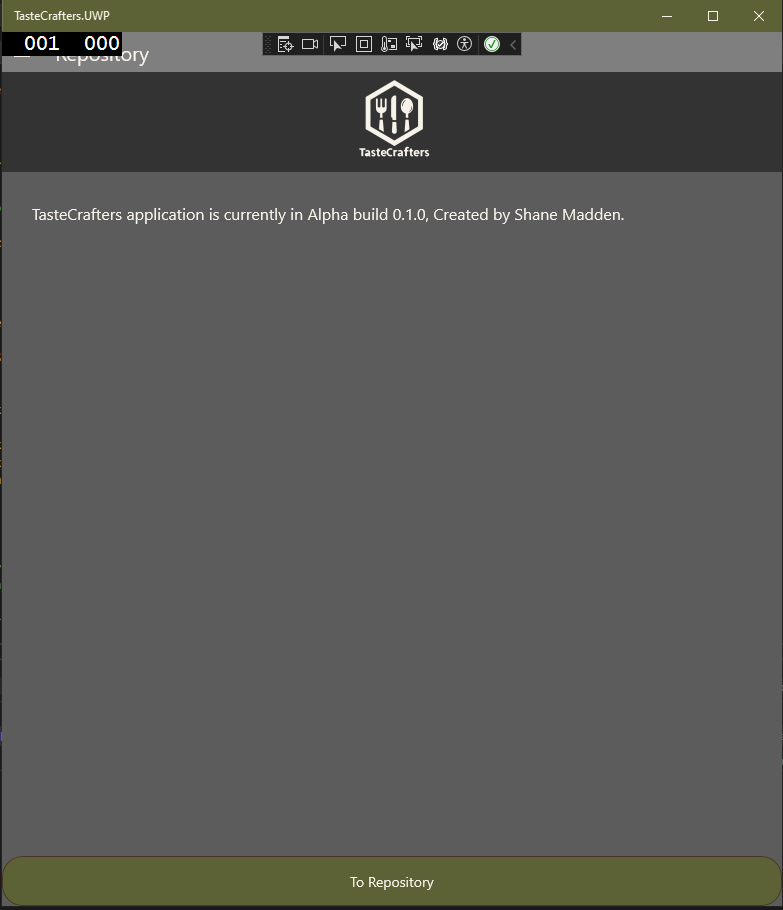 TasteCrafters.UWP
001 000
Repository
TasteCrafters
TasteCrafters application is currently in Alpha build 0.1.0, Created by Shane Madden.
To Repository